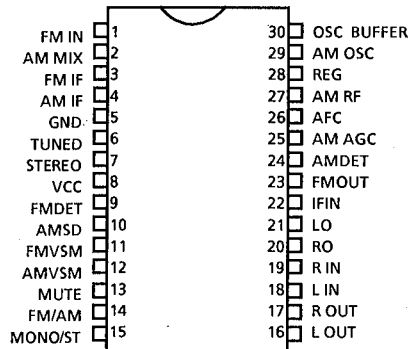 FM IN 1 30 OSC BUFFER
AM MIX 2 29 AM OSC
FM IF 3 28 REG
AM IF 4 27 AM RF
GND 5 26 AFC
TUNED 6 25 AM AGC
STEREO 7 24 AMDET
VCC 8 23 FMOUT
FMDET 9 22 IFIN
AMSD 10 21 LO
FMVSM 11 20 RO
AMVSM 12 19 R IN
MUTE 13 18 L IN
FM/AM 14 17 R OUT
MONO/ST 15 16 L OUT